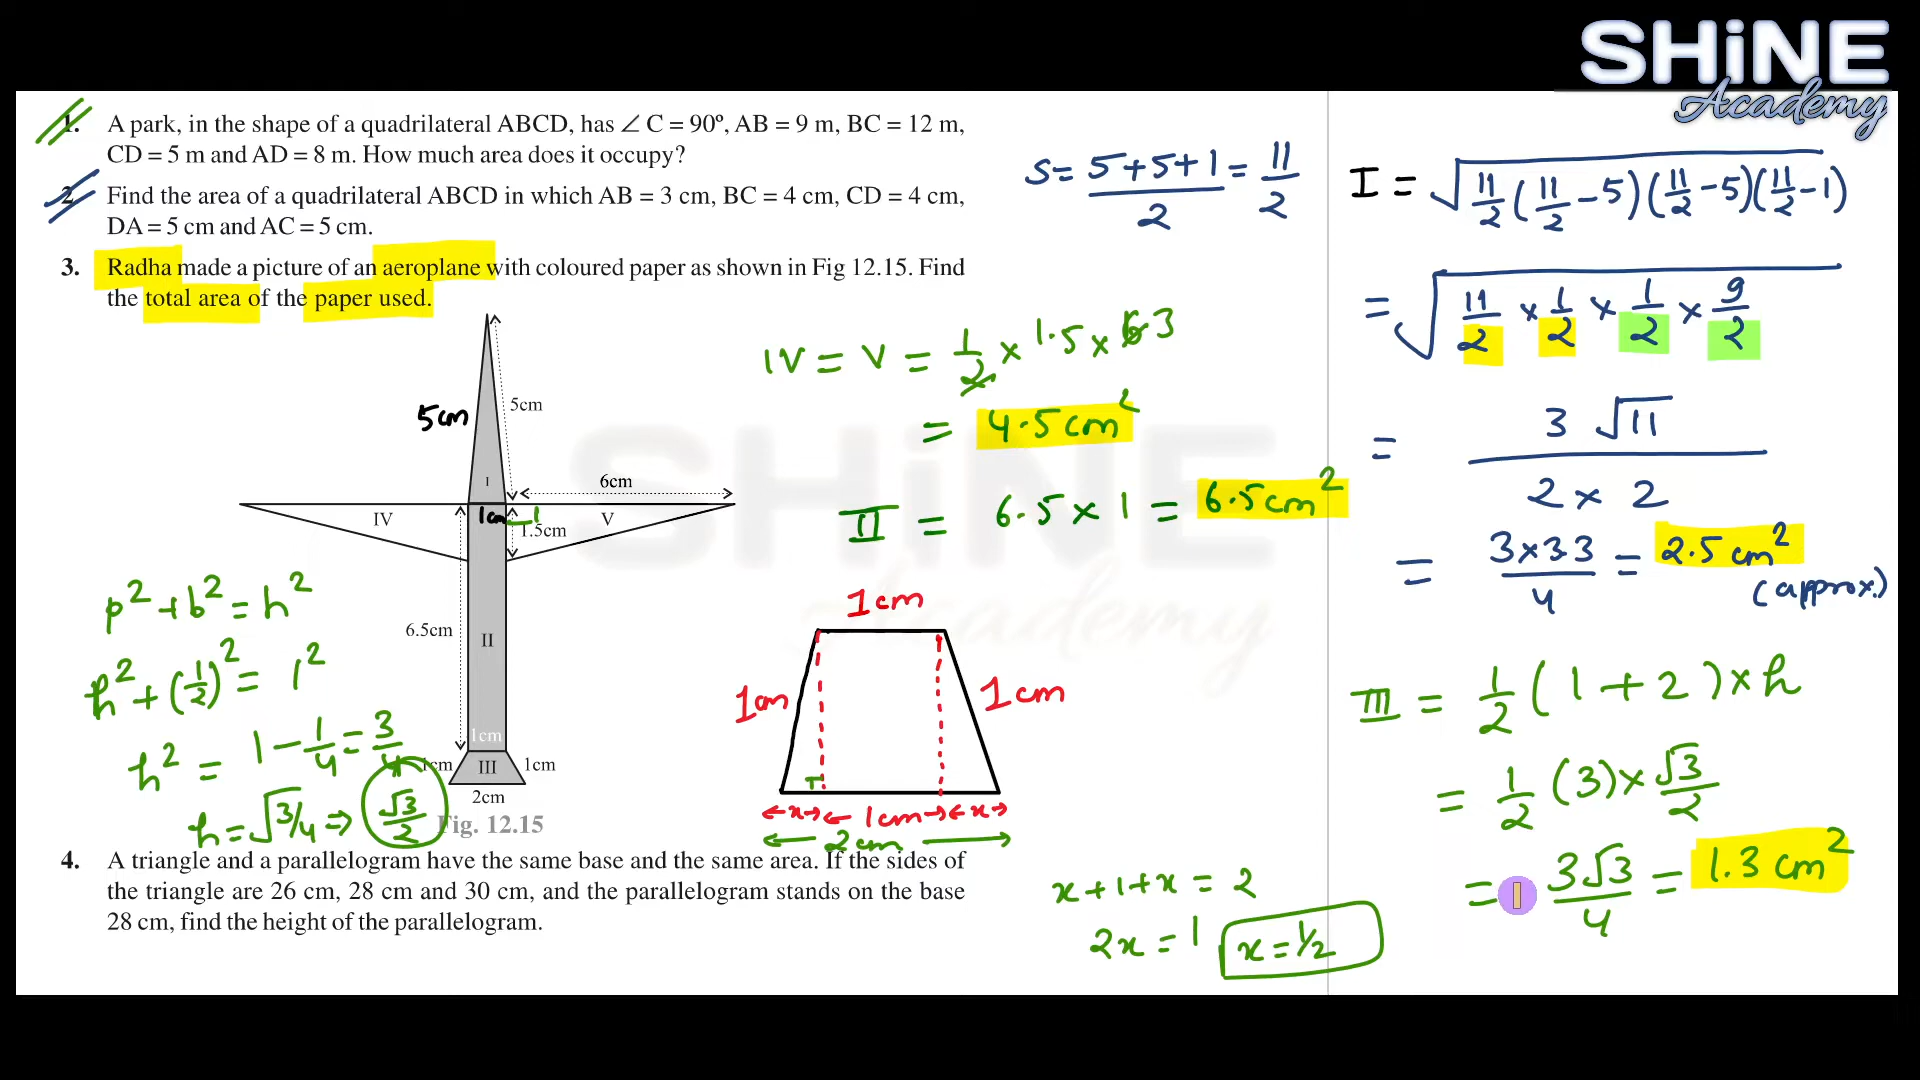 SHiNE
Academy
1. A park, in the shape of a quadrilateral ABCD, has ∠ C = 90º, AB = 9 m, BC = 12 m,
CD = 5 m and AD = 8 m. How much area does it occupy?
2. Find the area of a quadrilateral ABCD in which AB = 3 cm, BC = 4 cm, CD = 4 cm,
DA = 5 cm and AC = 5 cm.
3. Radha made a picture of an aeroplane with coloured paper as shown in Fig 12.15. Find
the total area of the paper used.
5cm
5cm
I
6cm
IV
1cm
1
V
1.5cm
6.5cm
II
1cm
1cm
III
1cm
2cm
Fig. 12.15
p² + b² = h²
h² + (1/2)² = 1²
h² = 1 - 1/4 = 3/4
h = √3/4 ⇒ √3/2
4. A triangle and a parallelogram have the same base and the same area. If the sides of
the triangle are 26 cm, 28 cm and 30 cm, and the parallelogram stands on the base
28 cm, find the height of the parallelogram.
S = 5+5+1/2 = 11/2
IV = V = 1/2 × 1.5 × 6 3
= 4.5 cm²
II = 6.5 × 1 = 6.5 cm²
SHiNE
Academy
1cm
1cm
1cm
x 1cm x
2cm
x + 1 + x = 2
2x = 1 x = 1/2
I = √11/2 (11/2 - 5) (11/2 - 5) (11/2 - 1)
= √11/2 × 1/2 × 1/2 × 9/2
= 3 √11 / 2 × 2
= 3×3.3/4 = 2.5 cm²
(approx.)
III = 1/2 (1 + 2) × h
= 1/2 (3) × √3/2
= 3√3/4 = 1.3 cm²